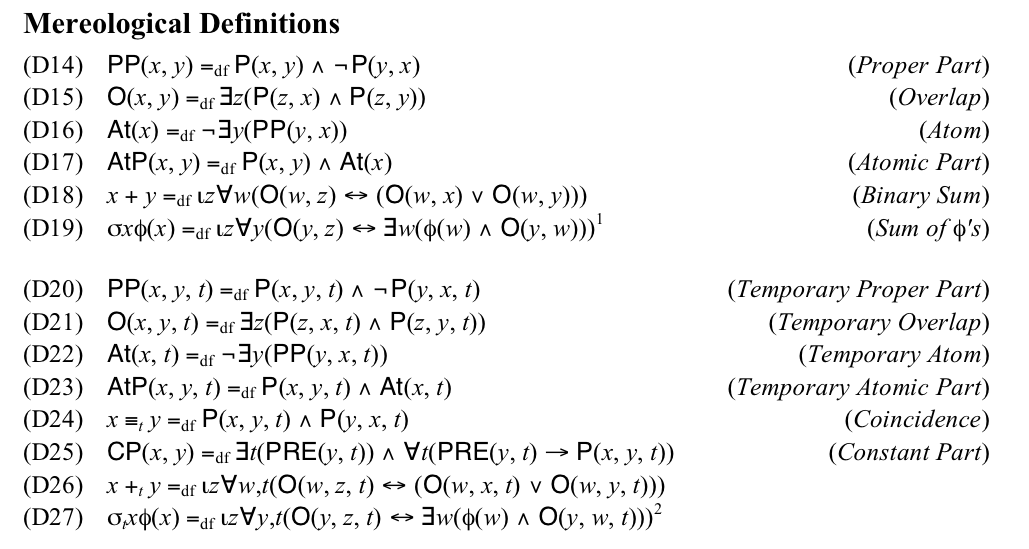 Mereological Definitions
(D14) PP(x, y) =df P(x, y) ∧ ¬P(y, x) (Proper Part)
(D15) O(x, y) =df ∃z(P(z, x) ∧ P(z, y)) (Overlap)
(D16) At(x) =df ¬∃y(PP(y, x)) (Atom)
(D17) AtP(x, y) =df P(x, y) ∧ At(x) (Atomic Part)
(D18) x + y =df ιz∀w(O(w, z) ↔ (O(w, x) ∨ O(w, y))) (Binary Sum)
(D19) σxϕ(x) =df ιz∀y(O(y, z) ↔ ∃w(ϕ(w) ∧ O(y, w)))¹ (Sum of ϕ's)
(D20) PP(x, y, t) =df P(x, y, t) ∧ ¬P(y, x, t) (Temporary Proper Part)
(D21) O(x, y, t) =df ∃z(P(z, x, t) ∧ P(z, y, t)) (Temporary Overlap)
(D22) At(x, t) =df ¬∃y(PP(y, x, t)) (Temporary Atom)
(D23) AtP(x, y, t) =df P(x, y, t) ∧ At(x, t) (Temporary Atomic Part)
(D24) x ≡t y =df P(x, y, t) ∧ P(y, x, t) (Coincidence)
(D25) CP(x, y) =df ∃t(PRE(y, t)) ∧ ∀t(PRE(y, t) → P(x, y, t)) (Constant Part)
(D26) x +t y =df ιz∀w,t(O(w, z, t) ↔ (O(w, x, t) ∨ O(w, y, t)))
(D27) σtxϕ(x) =df ιz∀y,t(O(y, z, t) ↔ ∃w(ϕ(w) ∧ O(y, w, t)))²